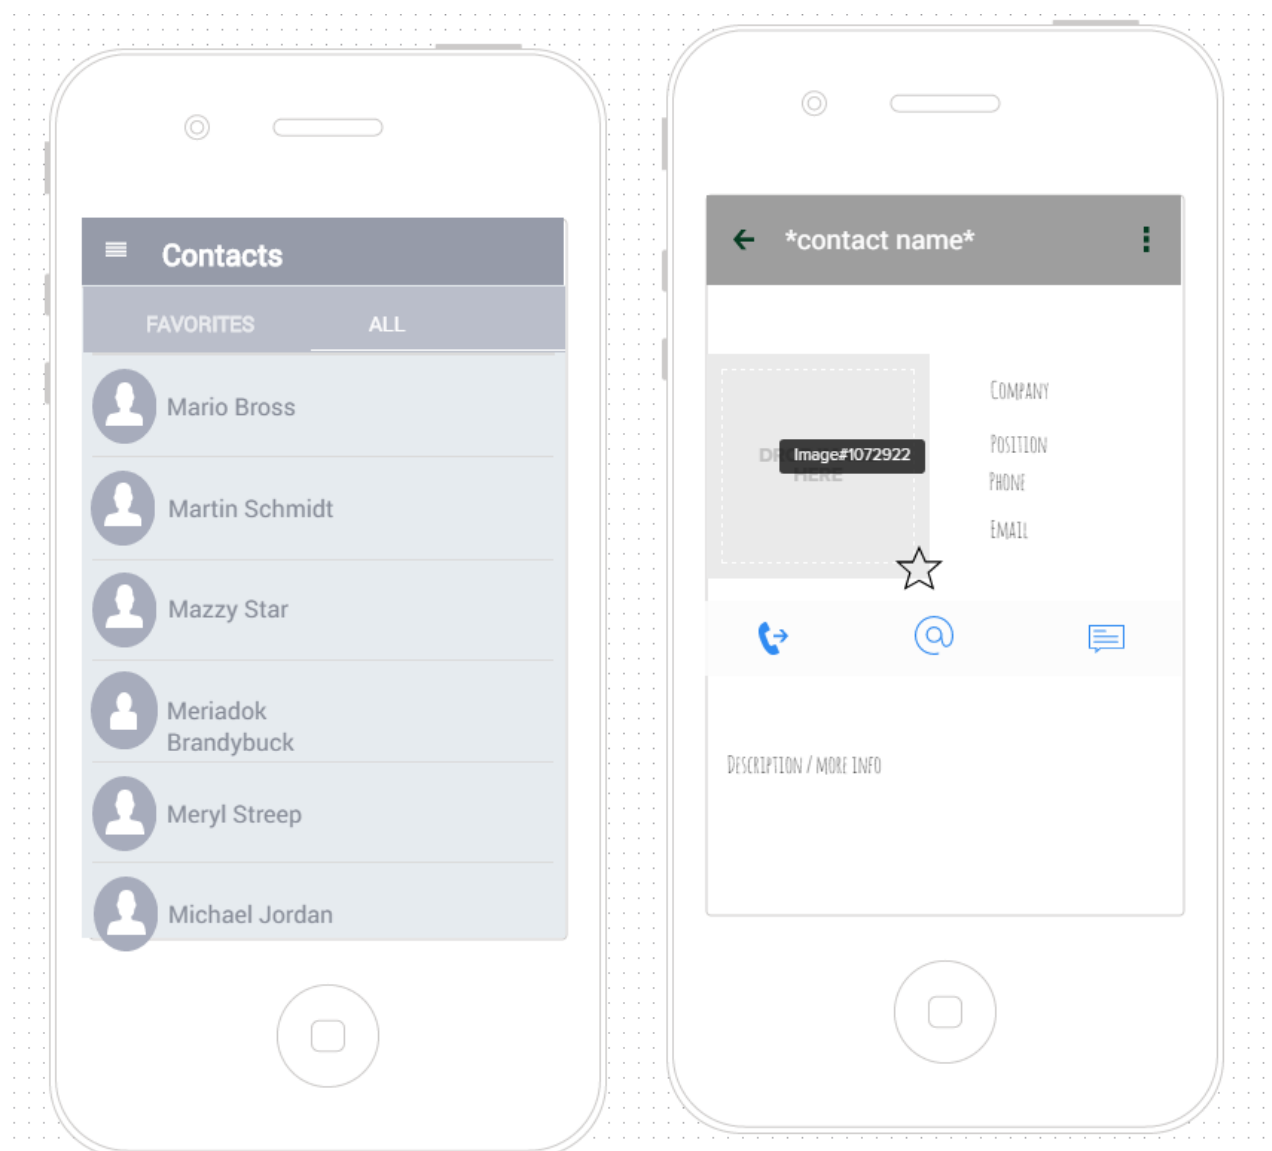 Contacts
FAVORITES ALL
Mario Bross
Martin Schmidt
Mazzy Star
Meriadok
Brandybuck
Meryl Streep
Michael Jordan
*contact name*
Company
Position
Phone
Email
Image#1072922
HERE
Description / more info